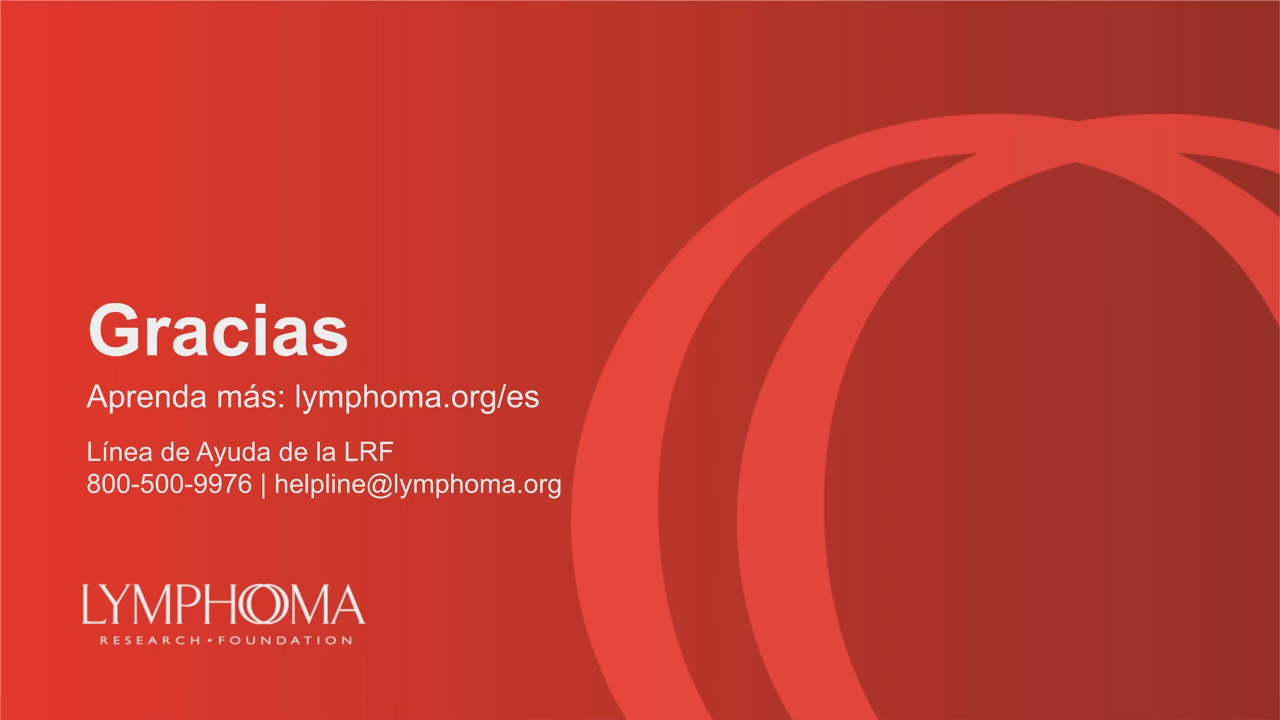 Gracias
Aprenda más: lymphoma.org/es
Línea de Ayuda de la LRF
800-500-9976 | helpline@lymphoma.org
LYMPHOMA
RESEARCH • FOUNDATION